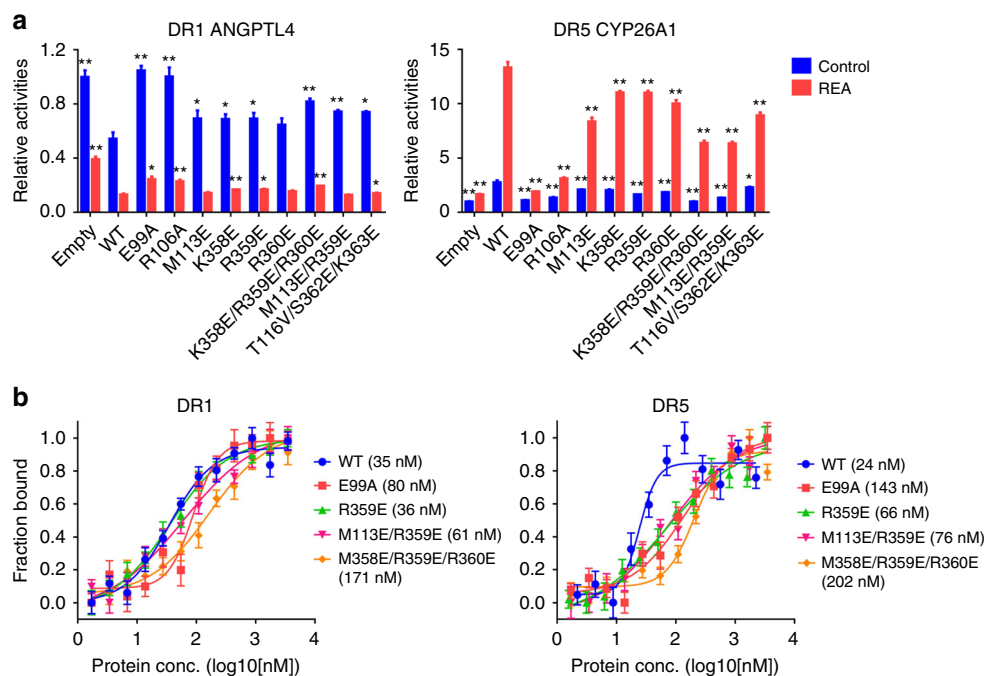 a
DR1 ANGPTL4
Relative activities
1.2
0.8
0.4
0.0
** ** ** * ** ** * * * ** * ** ** ** ** *
*
Empty
WT
E99A
R106A
M113E
K358E
R359E
R360E
K358E/R359E/R360E
M113E/R359E
T116V/S362E/K363E
DR5 CYP26A1
Relative activities
15
10
5
0
** ** ** ** ** ** ** ** ** ** ** ** ** ** ** ** ** ** * **
Empty
WT
E99A
R106A
M113E
K358E
R359E
R360E
K358E/R359E/R360E
M113E/R359E
T116V/S362E/K363E
Control
REA
b
DR1
Fraction bound
1.0
0.8
0.6
0.4
0.2
0.0
0 1 2 3 4
Protein conc. (log10[nM])
WT (35 nM)
E99A (80 nM)
R359E (36 nM)
M113E/R359E (61 nM)
M358E/R359E/R360E
(171 nM)
DR5
1.0
0.8
0.6
0.4
0.2
0.0
0 1 2 3 4
Protein conc. (log10[nM])
WT (24 nM)
E99A (143 nM)
R359E (66 nM)
M113E/R359E (76 nM)
M358E/R359E/R360E
(202 nM)